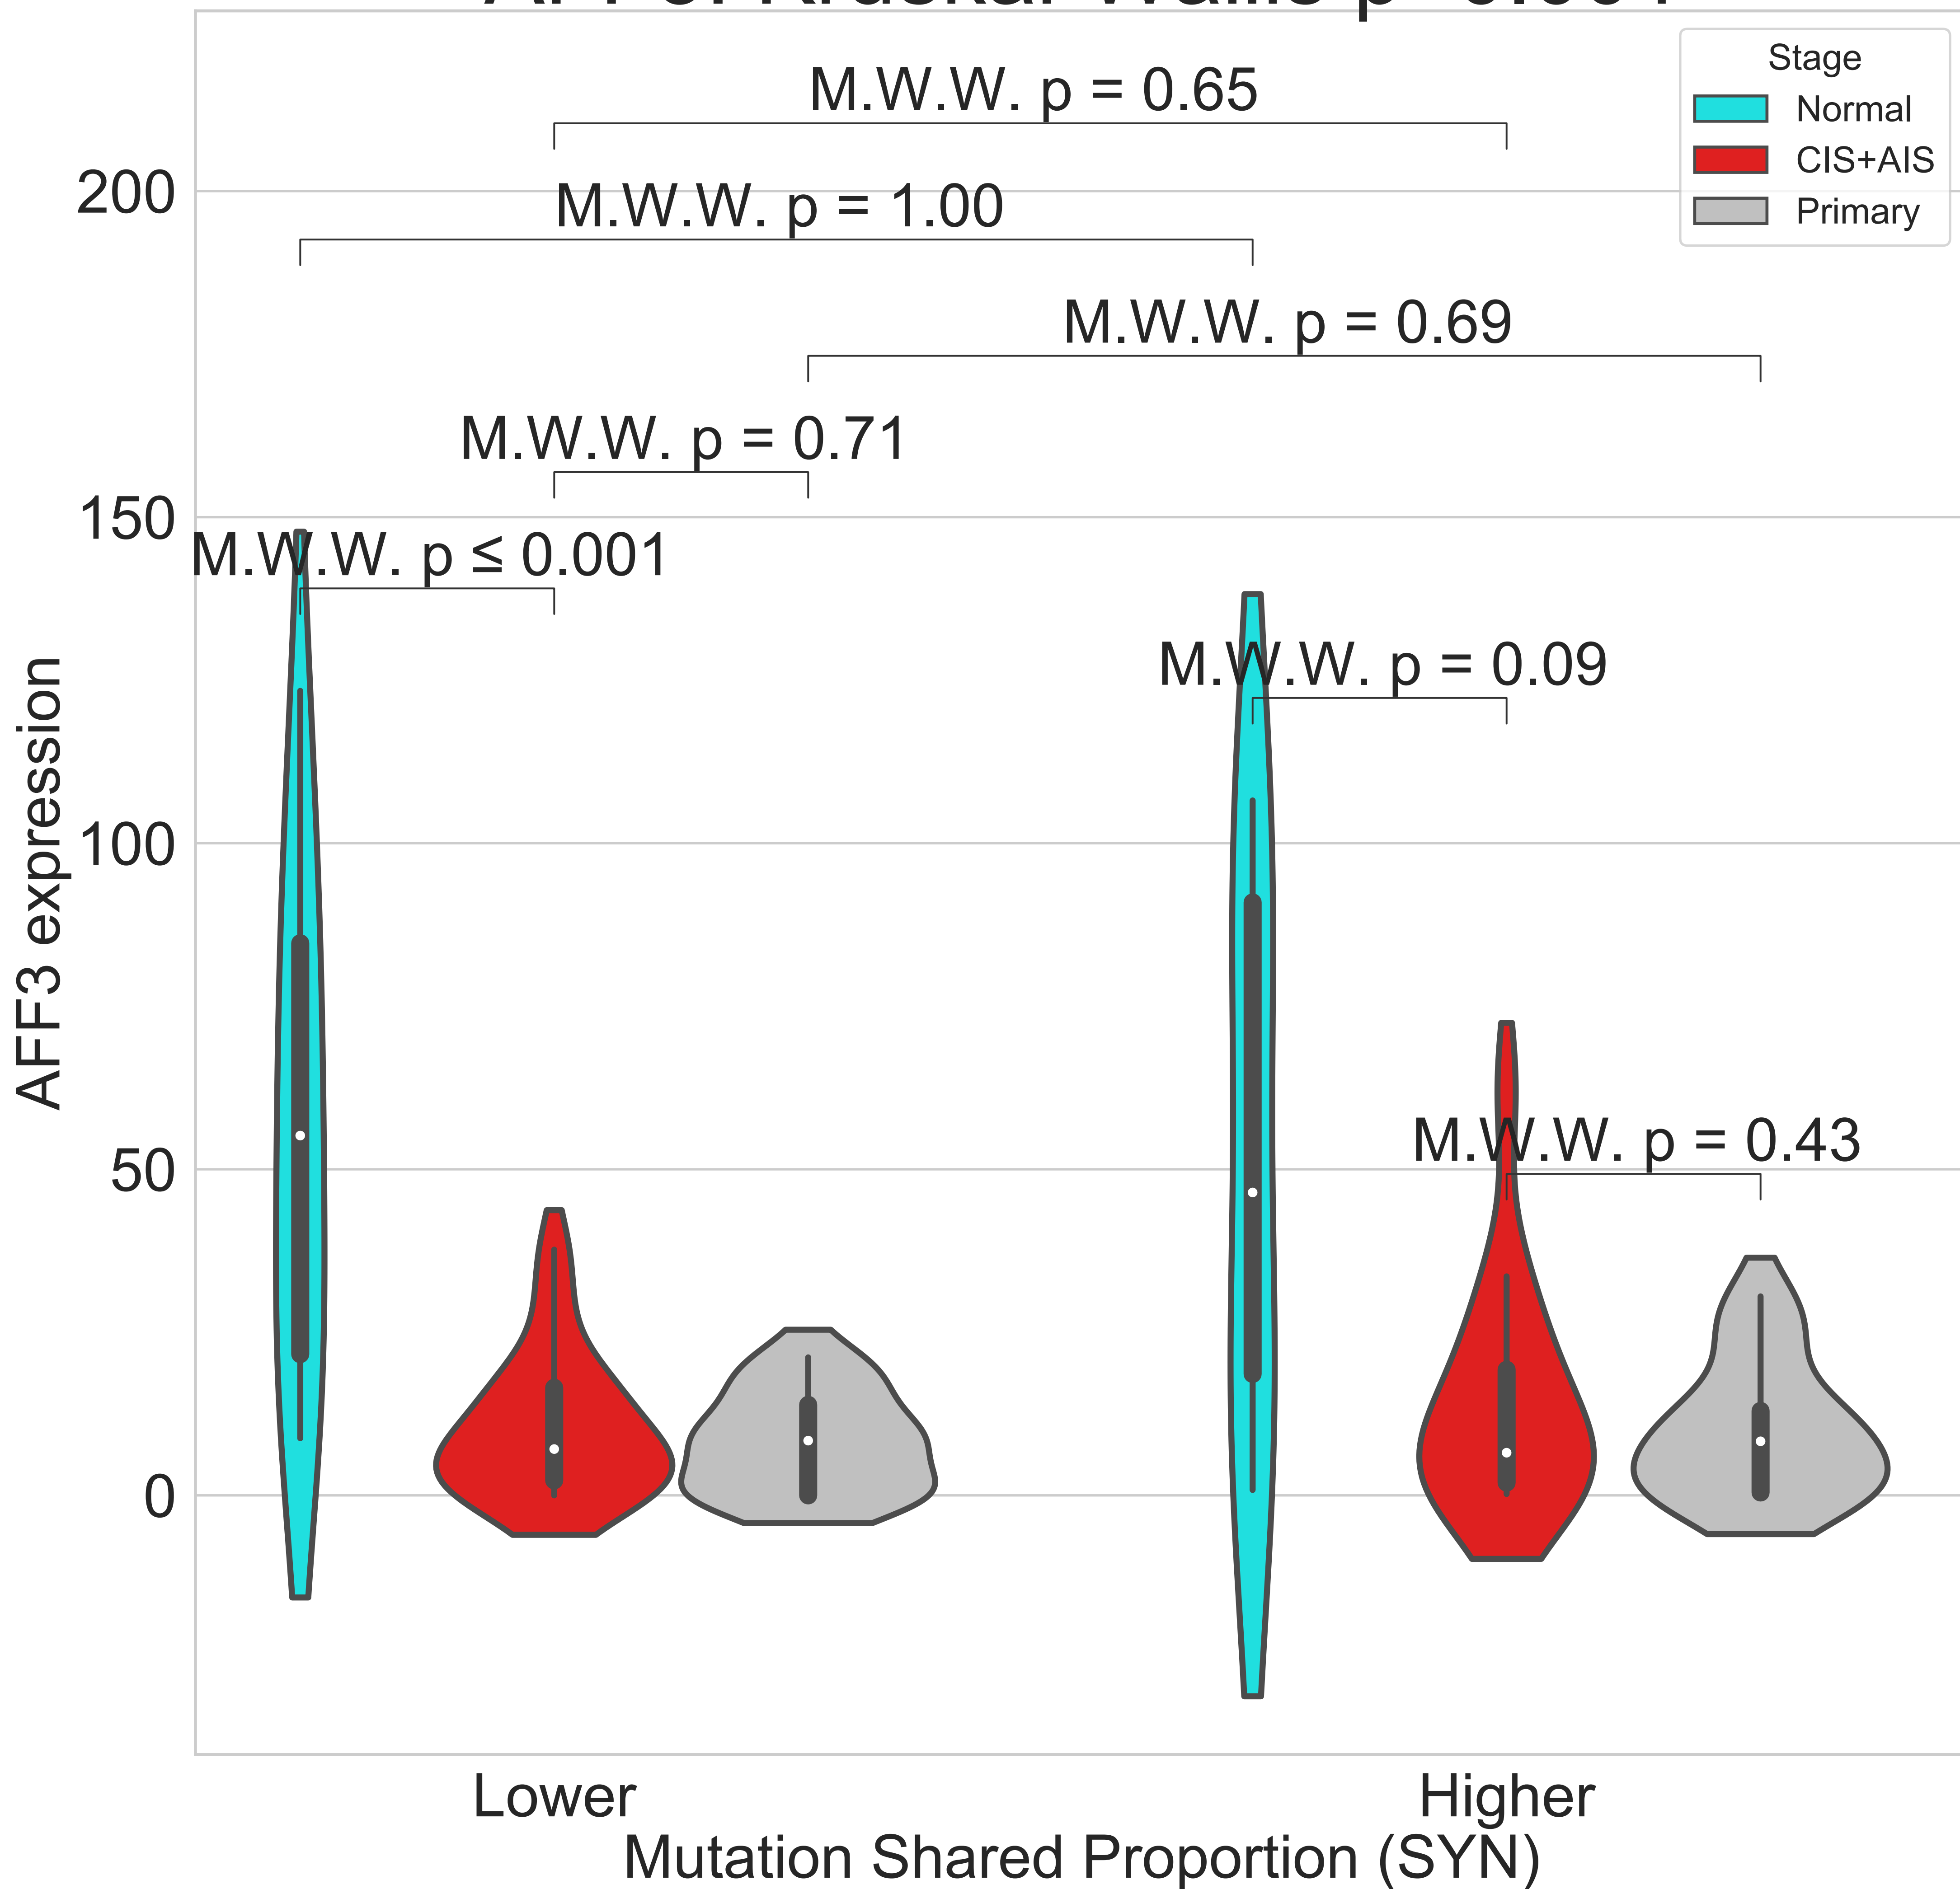 Stage
Normal
CIS+AIS
Primary
M.W.W. p = 0.65
M.W.W. p = 1.00
M.W.W. p = 0.69
M.W.W. p = 0.71
M.W.W. p ≤ 0.001
M.W.W. p = 0.09
M.W.W. p = 0.43
200
150
100
50
0
AFF3 expression
Lower
Higher
Mutation Shared Proportion (SYN)